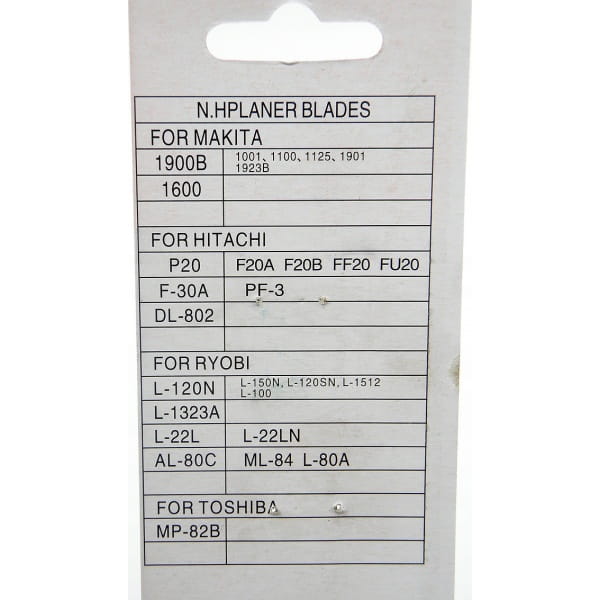 N.HPLANER BLADES
FOR MAKITA
1900B 1001、1100、1125、1901
1923B
1600
FOR HITACHI
P20 F20A F20B FF20 FU20
F-30A PF-3
DL-802
FOR RYOBI
L-120N L-150N, L-120SN, L-1512
L-100
L-1323A
L-22L L-22LN
AL-80C ML-84 L-80A
FOR TOSHIBA
MP-82B